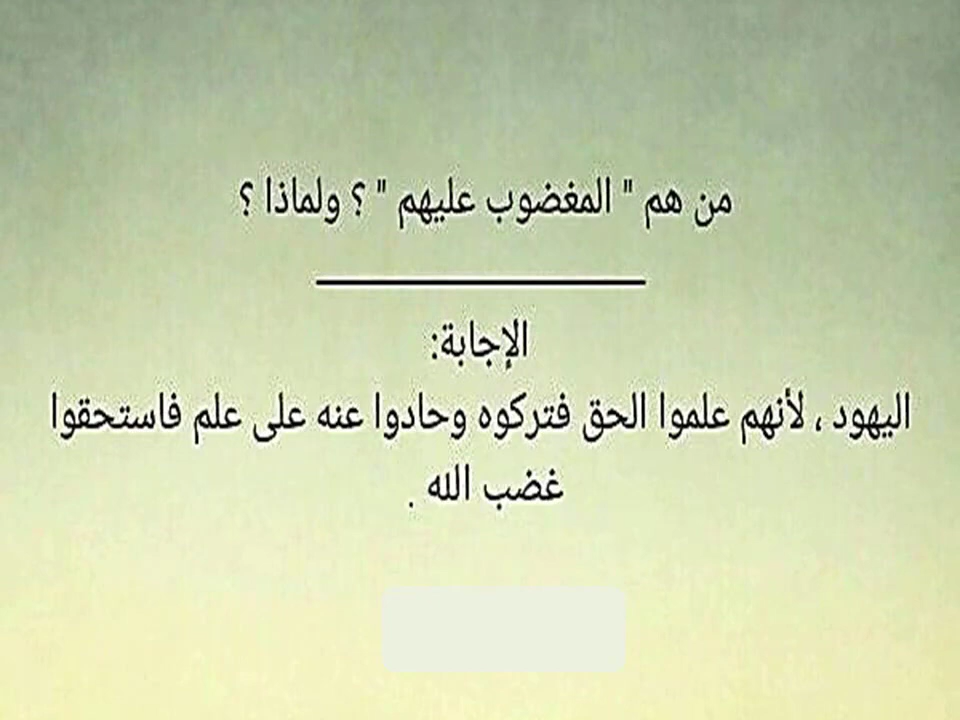 من هم " المغضوب عليهم " ؟ ولماذا ؟
الإجابة:
اليهود ، لأنهم علموا الحق فتركوه وحادوا عنه على علم فاستحقوا
غضب الله .